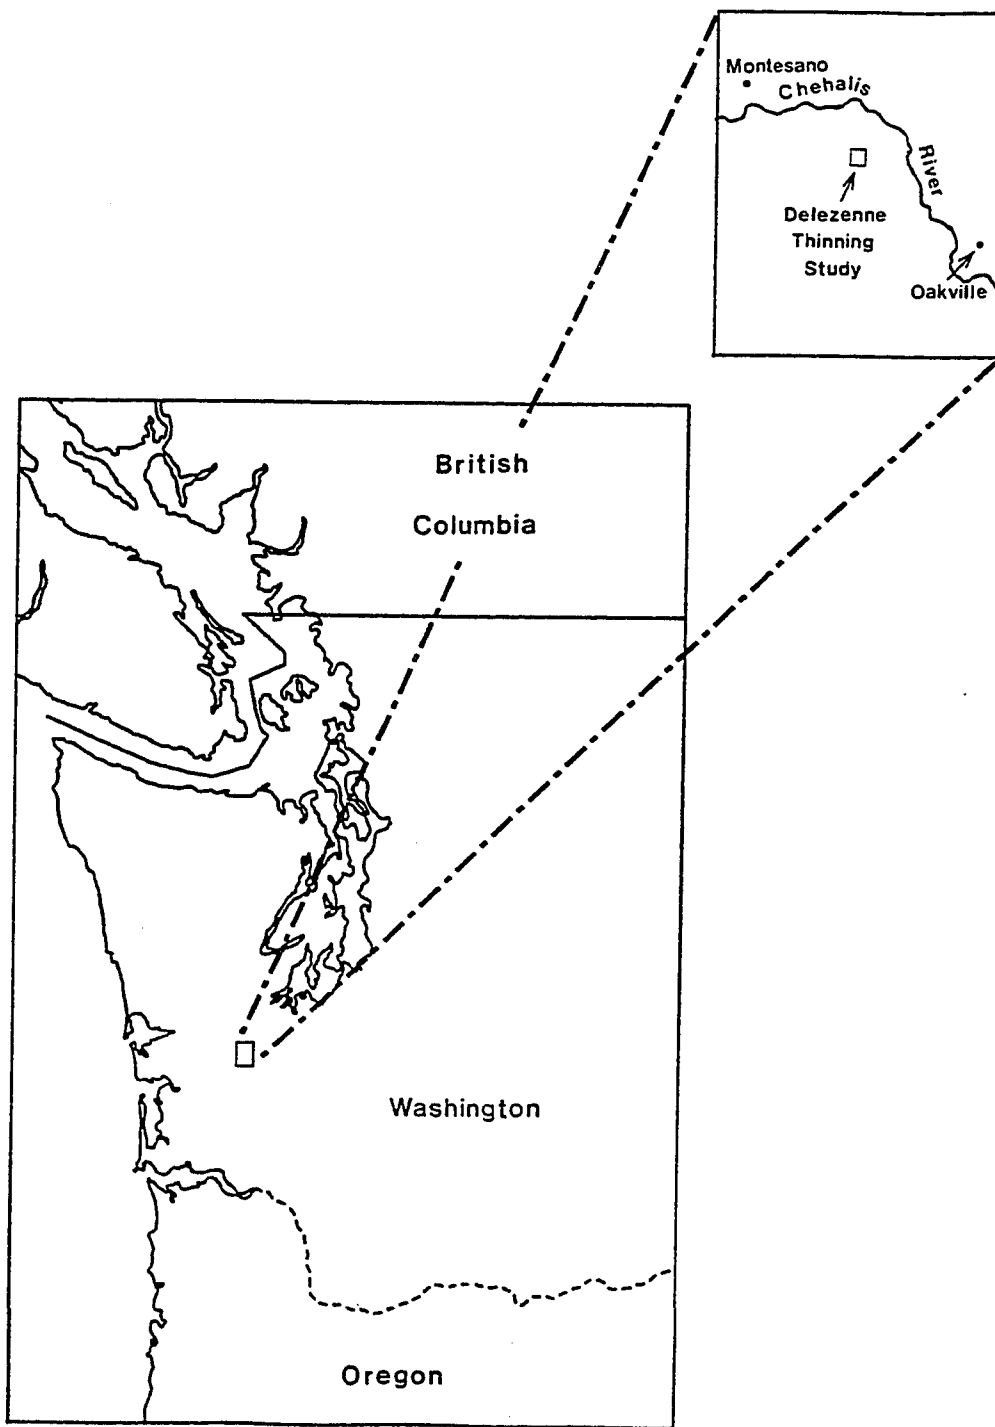 Montesano
Chehalis
River
Delezenne
Thinning
Study
Oakville
British
Columbia
Washington
Oregon